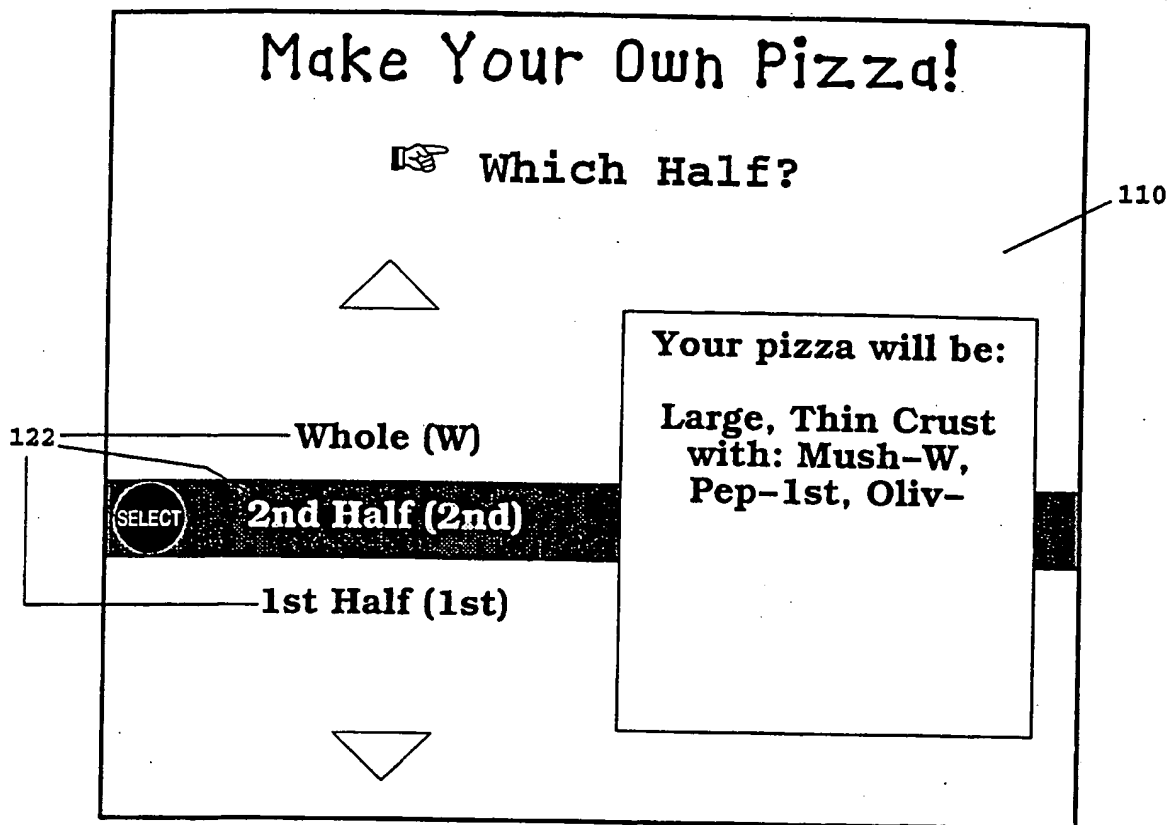 Make Your Own Pizza!
☞ Which Half?
110
Your pizza will be:
Large, Thin Crust
with: Mush-W,
Pep-1st, Oliv-
122
Whole (W)
SELECT 2nd Half (2nd)
1st Half (1st)